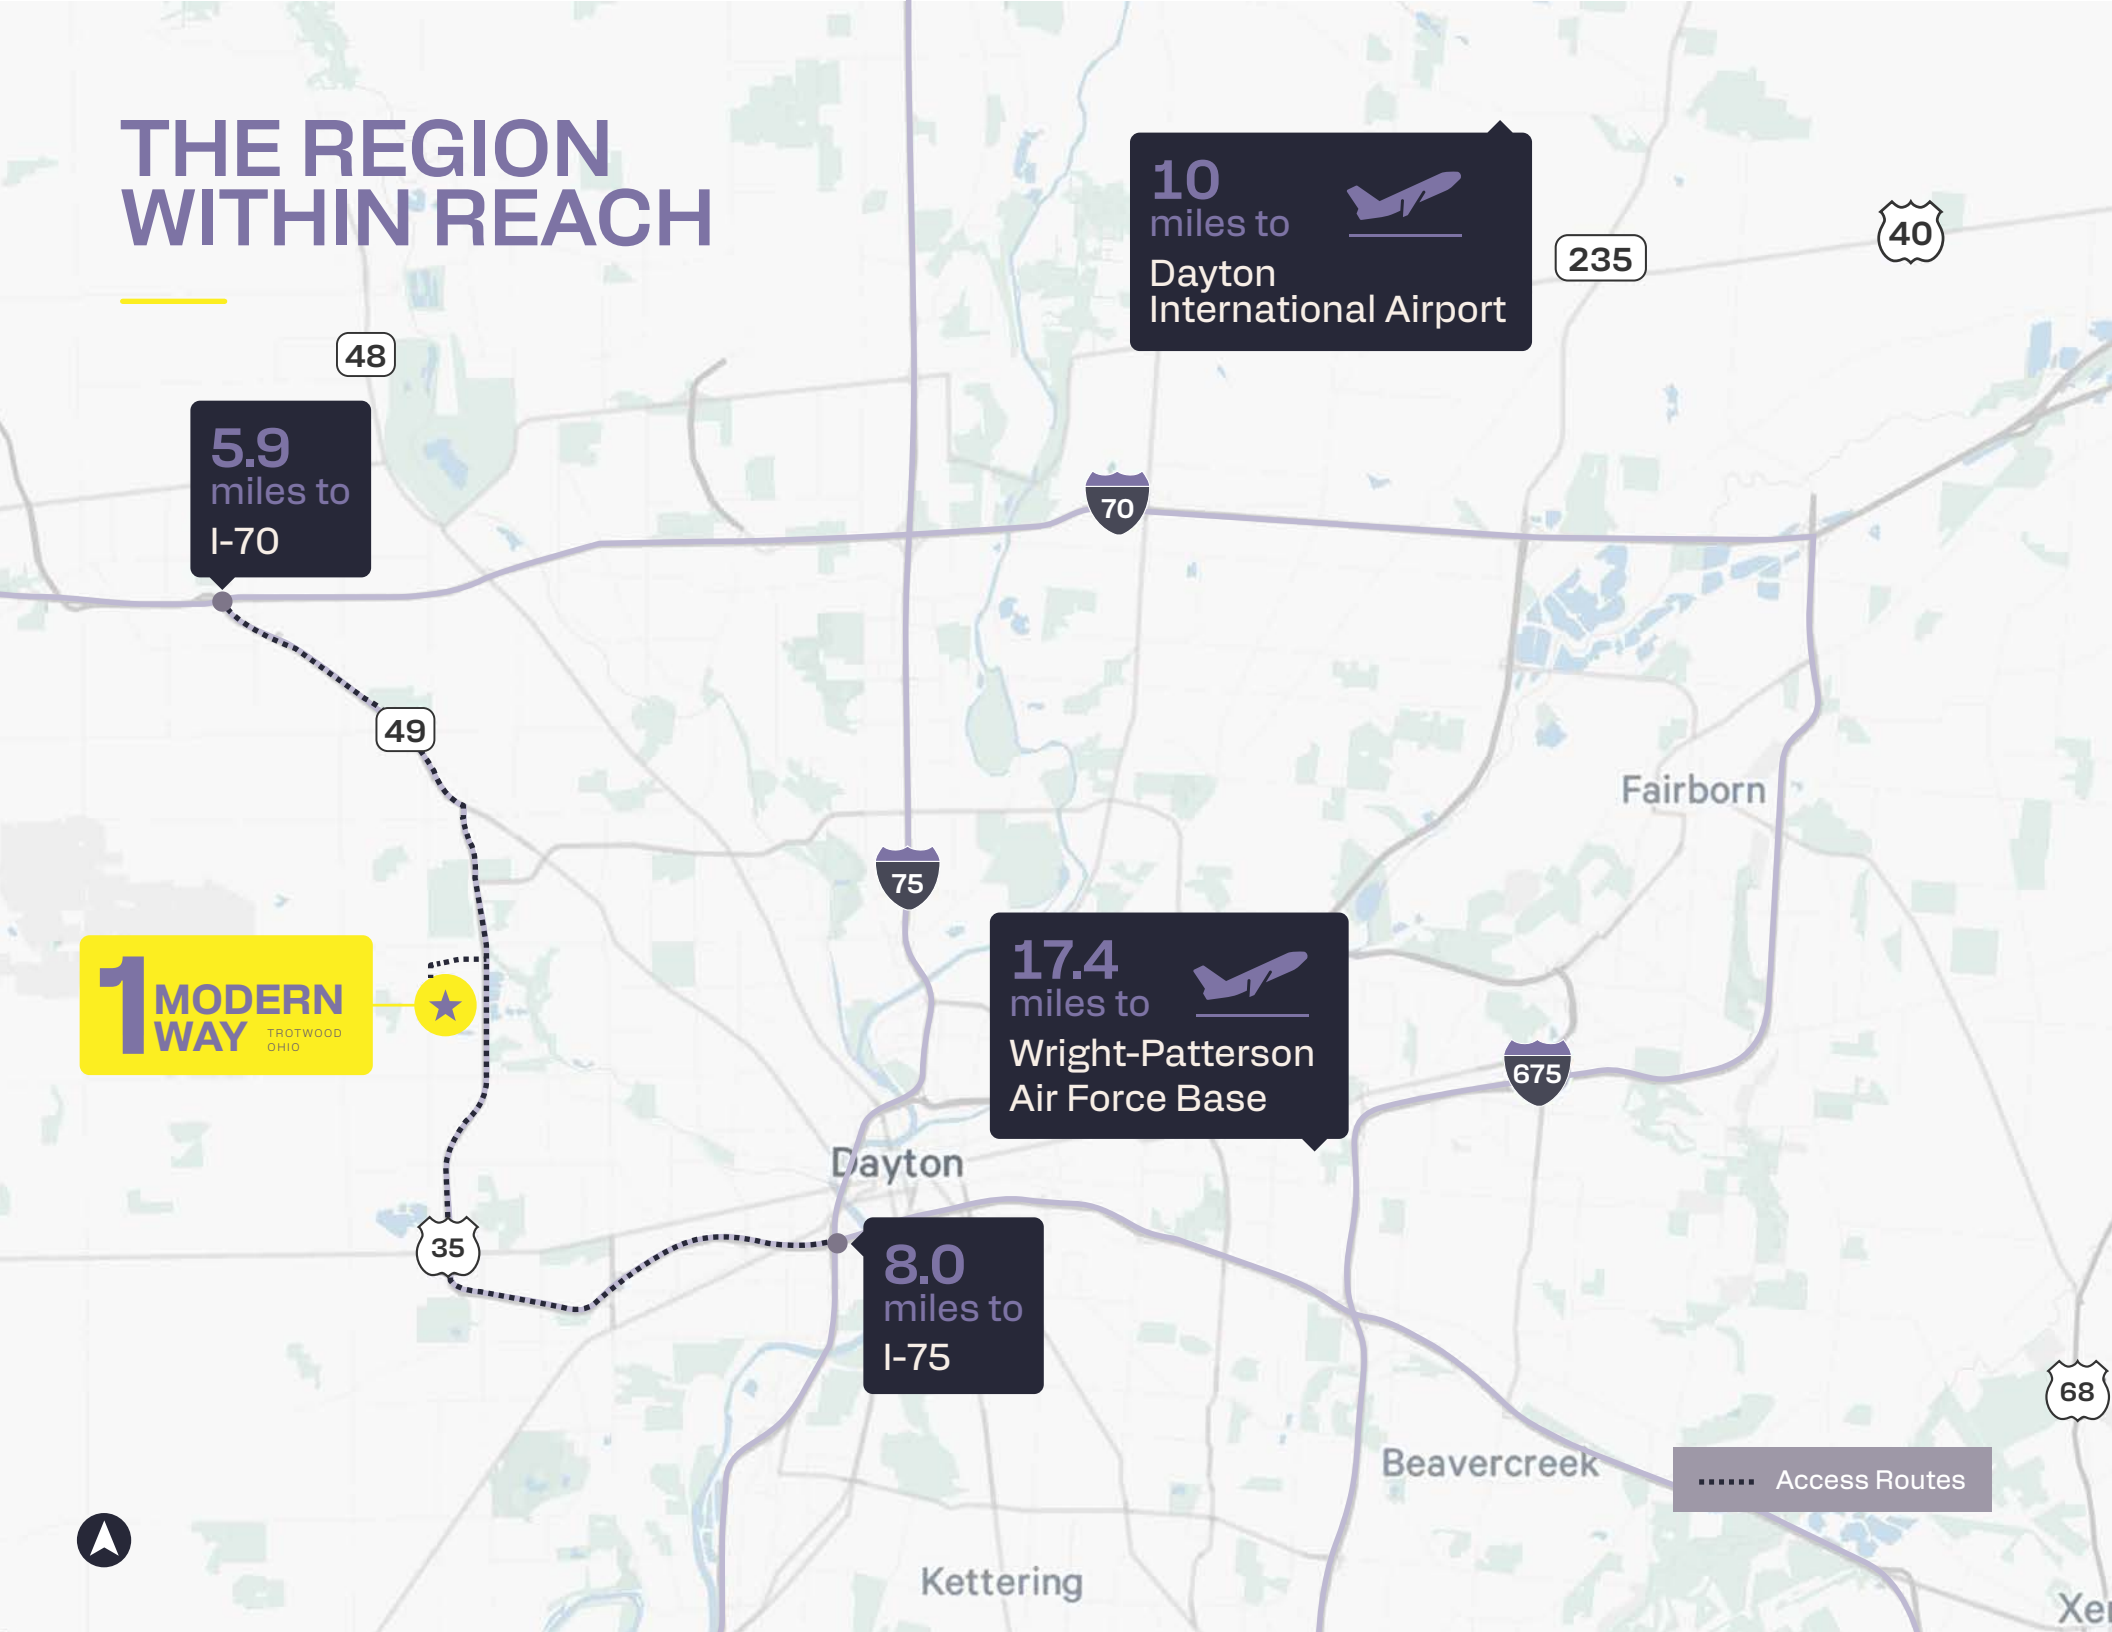 THE REGION
WITHIN REACH
10
miles to
Dayton
International Airport
235
40
48
5.9
miles to
I-70
70
49
Fairborn
75
1 MODERN
WAY
TROTWOOD
OHIO
17.4
miles to
Wright-Patterson
Air Force Base
675
Dayton
35
8.0
miles to
I-75
68
Beavercreek
Access Routes
Kettering
Xe